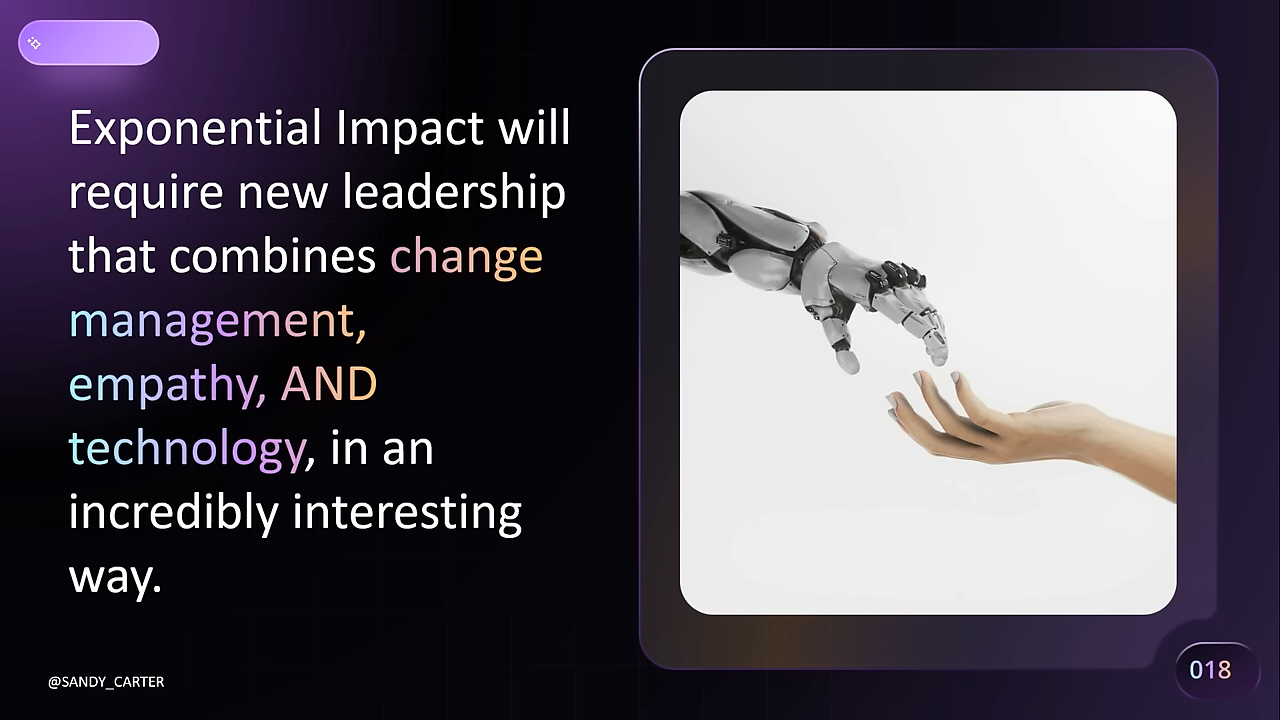 Exponential Impact will
require new leadership
that combines change
management,
empathy, AND
technology, in an
incredibly interesting
way.
@SANDY_CARTER
018